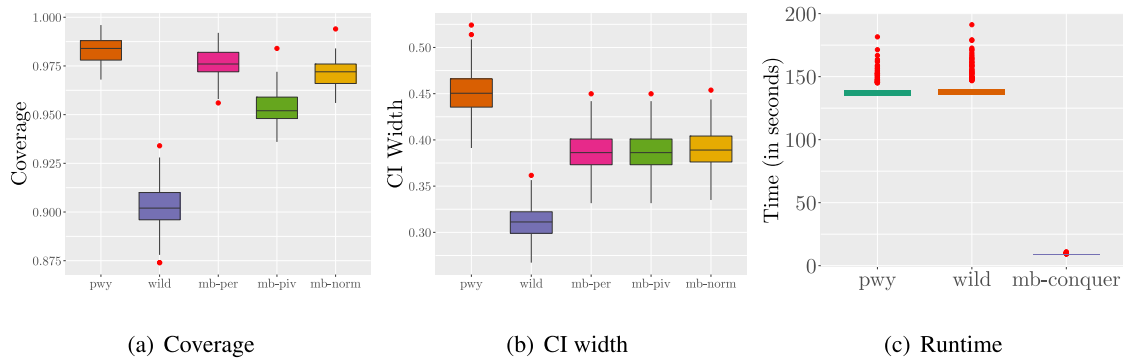 Coverage
1.000
0.975
0.950
0.925
0.900
0.875
pwy wild mb-per mb-piv mb-norm
CI Width
0.50
0.45
0.40
0.35
0.30
pwy wild mb-per mb-piv mb-norm
Time (in seconds)
200
150
100
50
0
pwy wild mb-conquer
(a) Coverage (b) CI width (c) Runtime